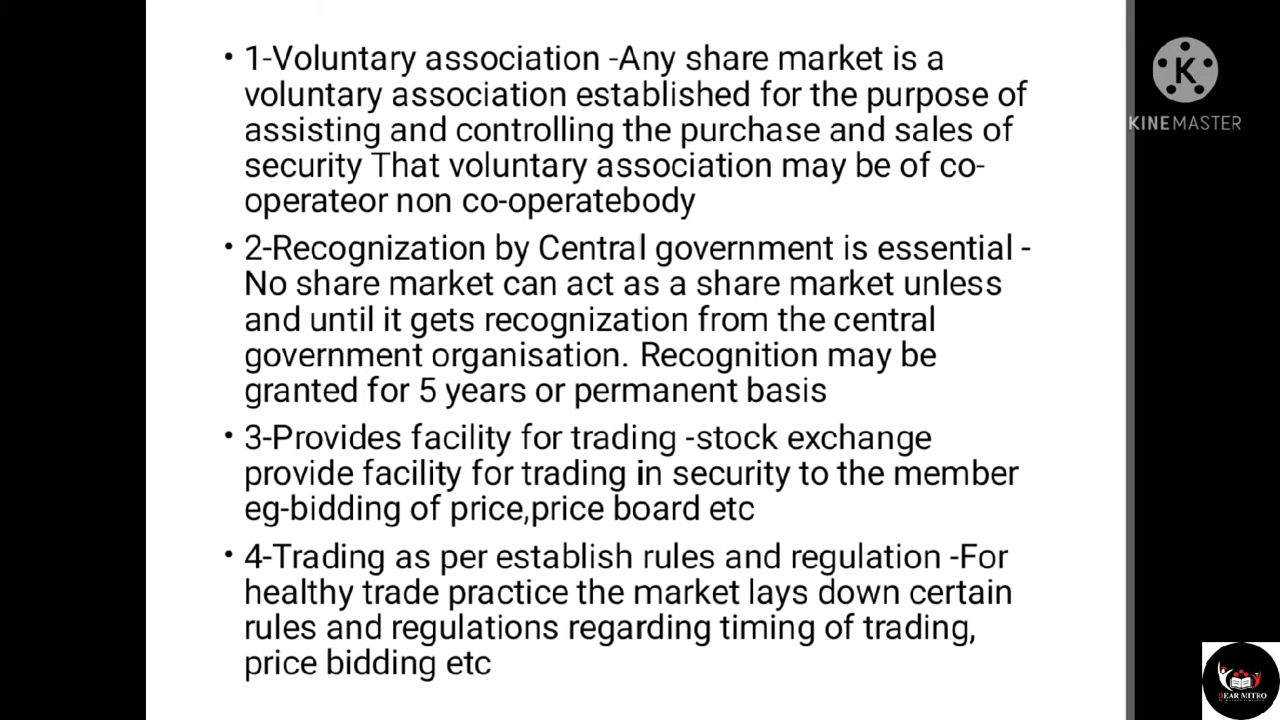 • 1-Voluntary association -Any share market is a
voluntary association established for the purpose of
assisting and controlling the purchase and sales of
security That voluntary association may be of co-
operateor non co-operatebody
• 2-Recognization by Central government is essential -
No share market can act as a share market unless
and until it gets recognization from the central
government organisation. Recognition may be
granted for 5 years or permanent basis
• 3-Provides facility for trading -stock exchange
provide facility for trading in security to the member
eg-bidding of price,price board etc
• 4-Trading as per establish rules and regulation -For
healthy trade practice the market lays down certain
rules and regulations regarding timing of trading,
price bidding etc
K
KINEMASTER
DEAR MITRO